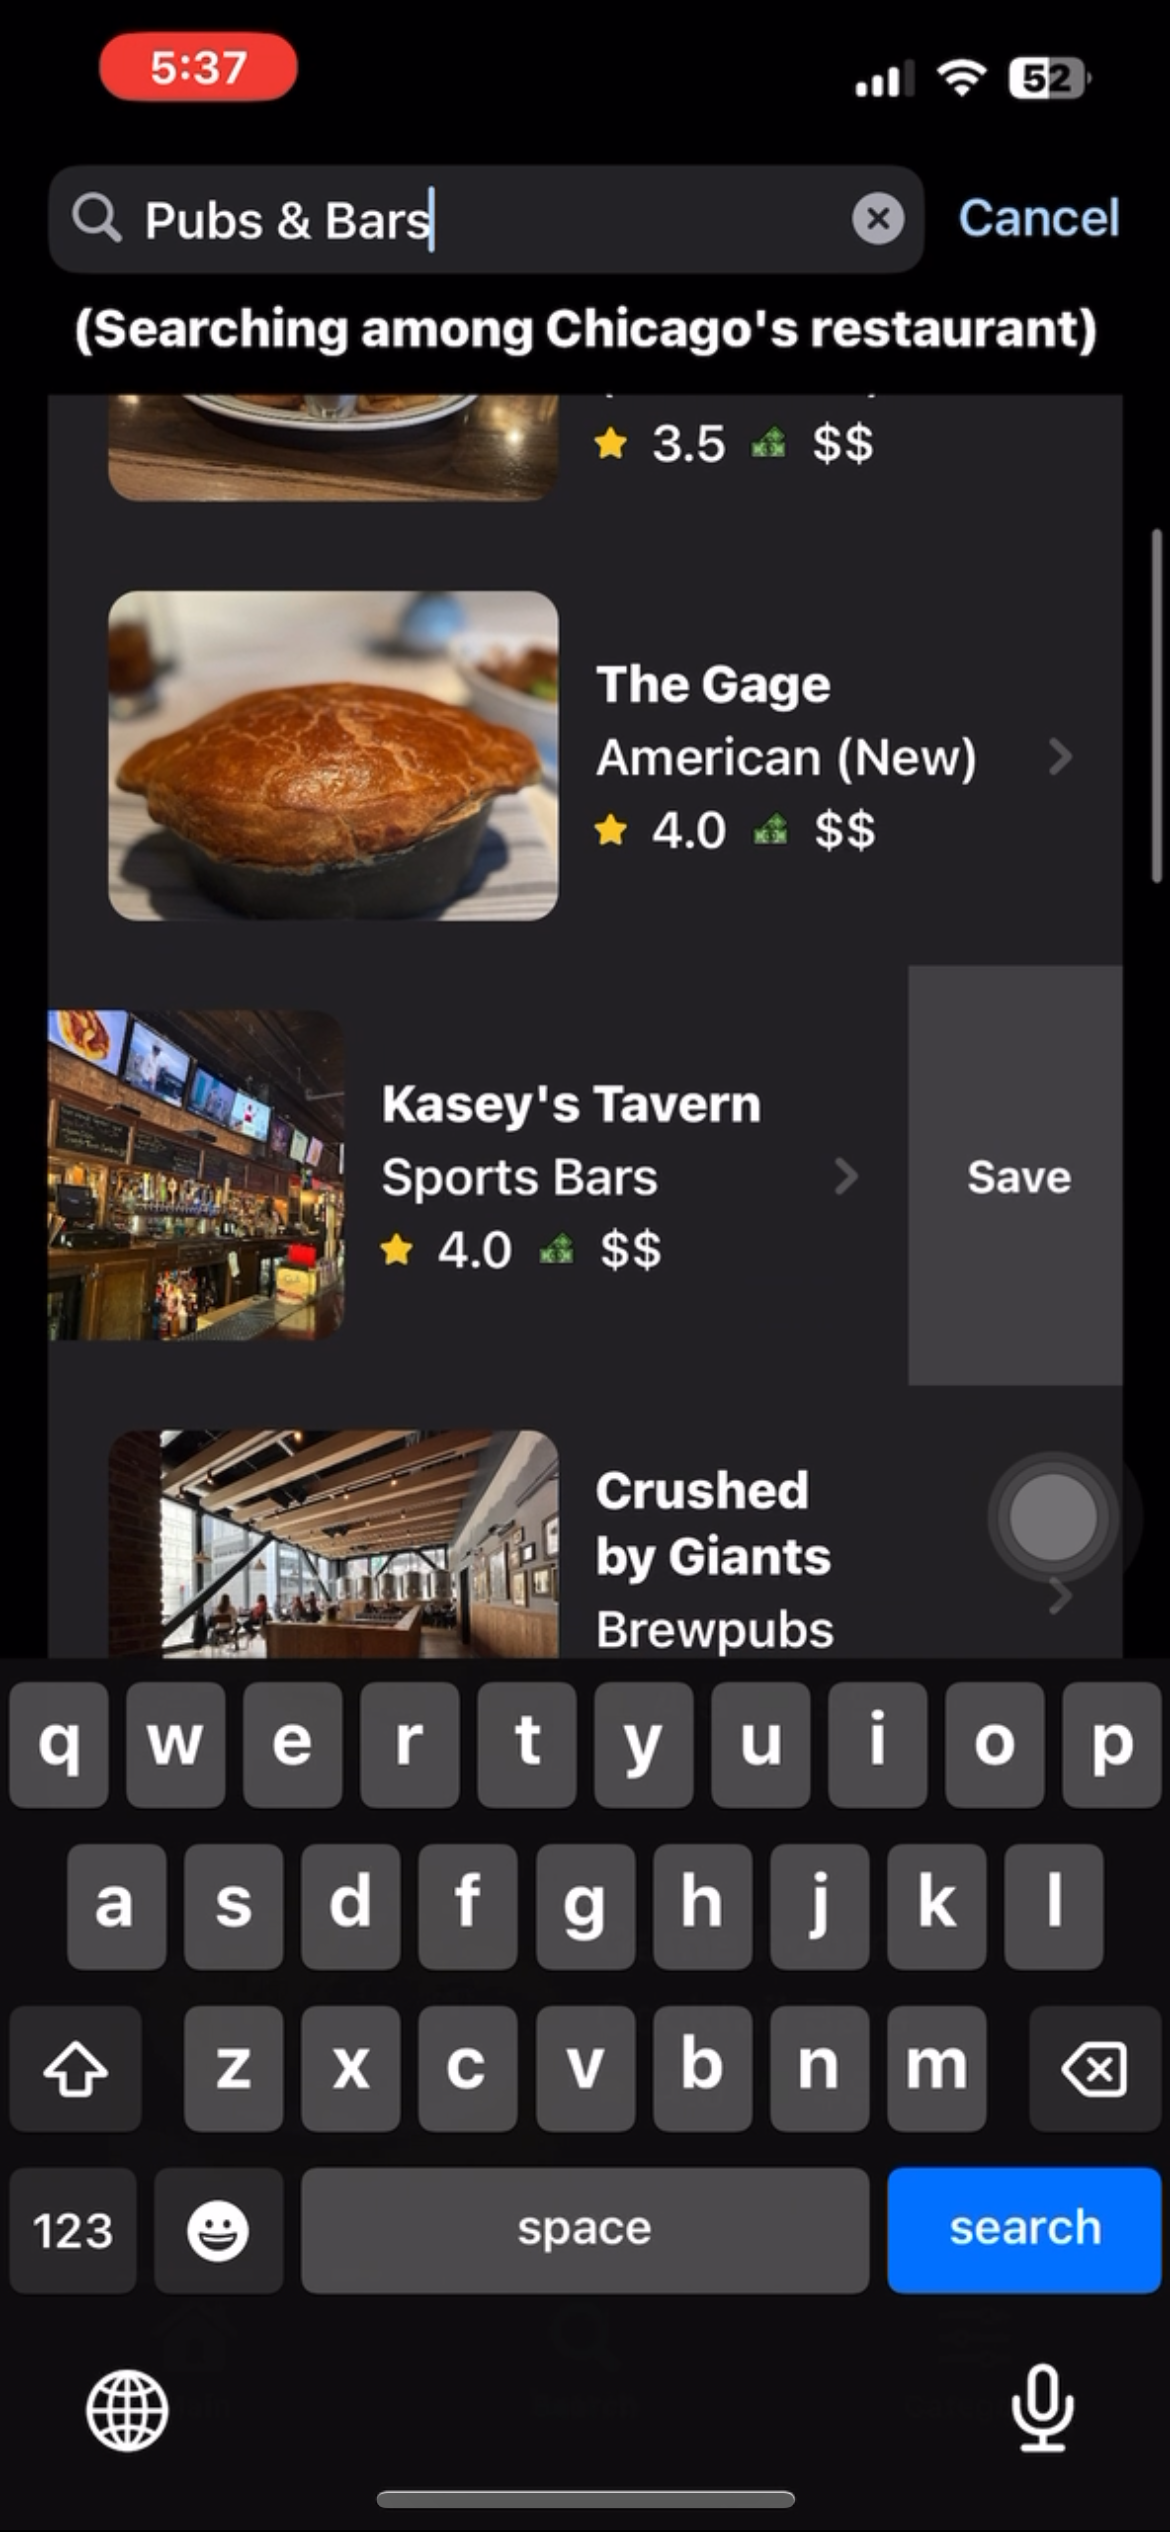 5:37
52
Pubs & Bars
Cancel
(Searching among Chicago's restaurant)
3.5 $$
The Gage
American (New)
4.0 $$
Kasey's Tavern
Sports Bars
4.0 $$
Save
Crushed
by Giants
Brewpubs
q w e r t y u i o p
a s d f g h j k l
z x c v b n m
123 space search